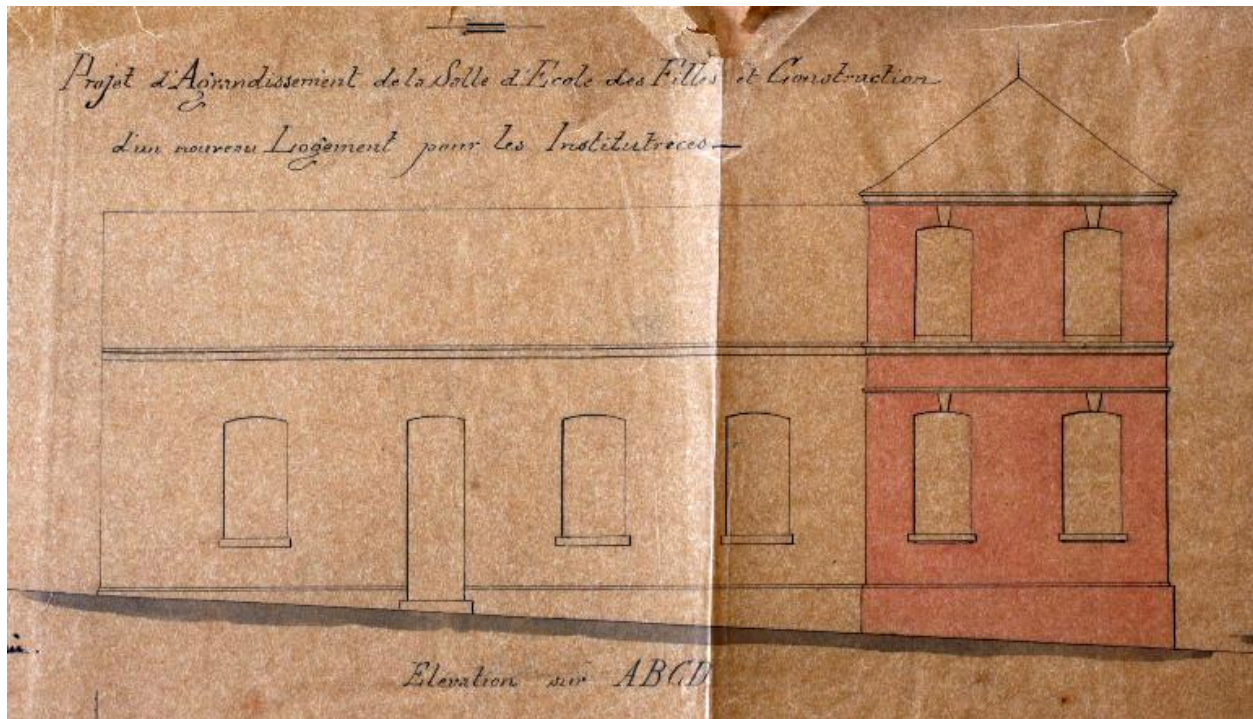 Projet d'Agrandissement de la Salle d'Ecole des Filles et Construction
d'un nouveau Logement pour les Institutrices
Elevation sur ABCD